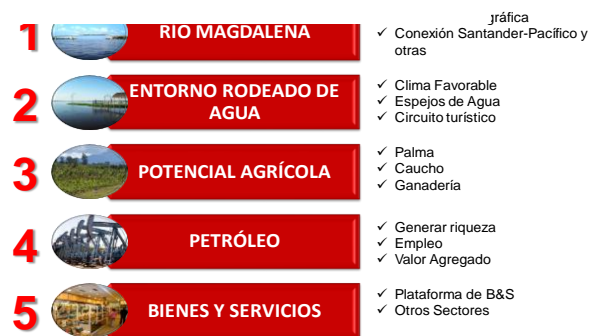 1
RIO MAGDALENA
gráfica
✓ Conexión Santander-Pacífico y
otras
2
ENTORNO RODEADO DE
AGUA
✓ Clima Favorable
✓ Espejos de Agua
✓ Circuito turístico
3
POTENCIAL AGRÍCOLA
✓ Palma
✓ Caucho
✓ Ganadería
4
PETRÓLEO
✓ Generar riqueza
✓ Empleo
✓ Valor Agregado
5
BIENES Y SERVICIOS
✓ Plataforma de B&S
✓ Otros Sectores